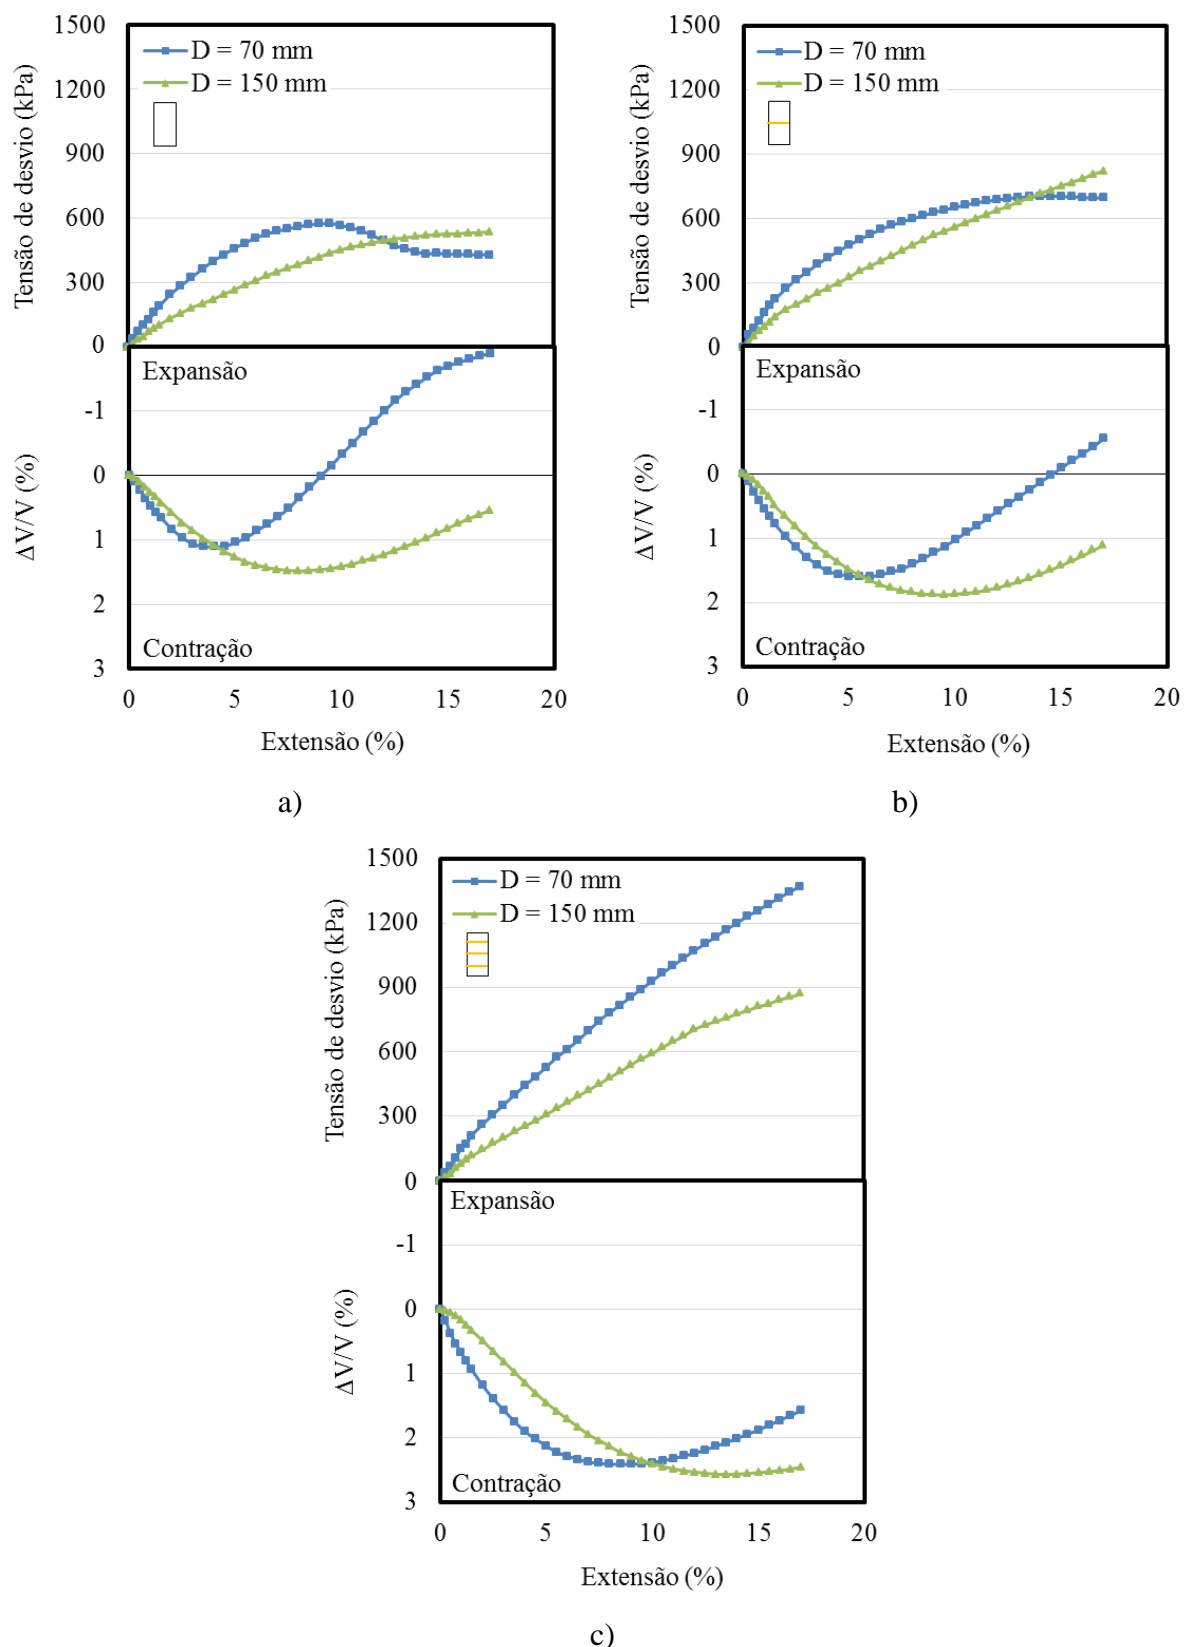 1500
D = 70 mm
D = 150 mm
1200
900
600
300
0
Tensão de desvio (kPa)
Expansão
-1
0
1
2
3
ΔV/V (%)
Contração
0 5 10 15 20
Extensão (%)
a)
1500
D = 70 mm
D = 150 mm
1200
900
600
300
0
Tensão de desvio (kPa)
Expansão
-1
0
1
2
3
ΔV/V (%)
Contração
0 5 10 15 20
Extensão (%)
b)
1500
D = 70 mm
D = 150 mm
1200
900
600
300
0
Tensão de desvio (kPa)
Expansão
-1
0
1
2
3
ΔV/V (%)
Contração
0 5 10 15 20
Extensão (%)
c)